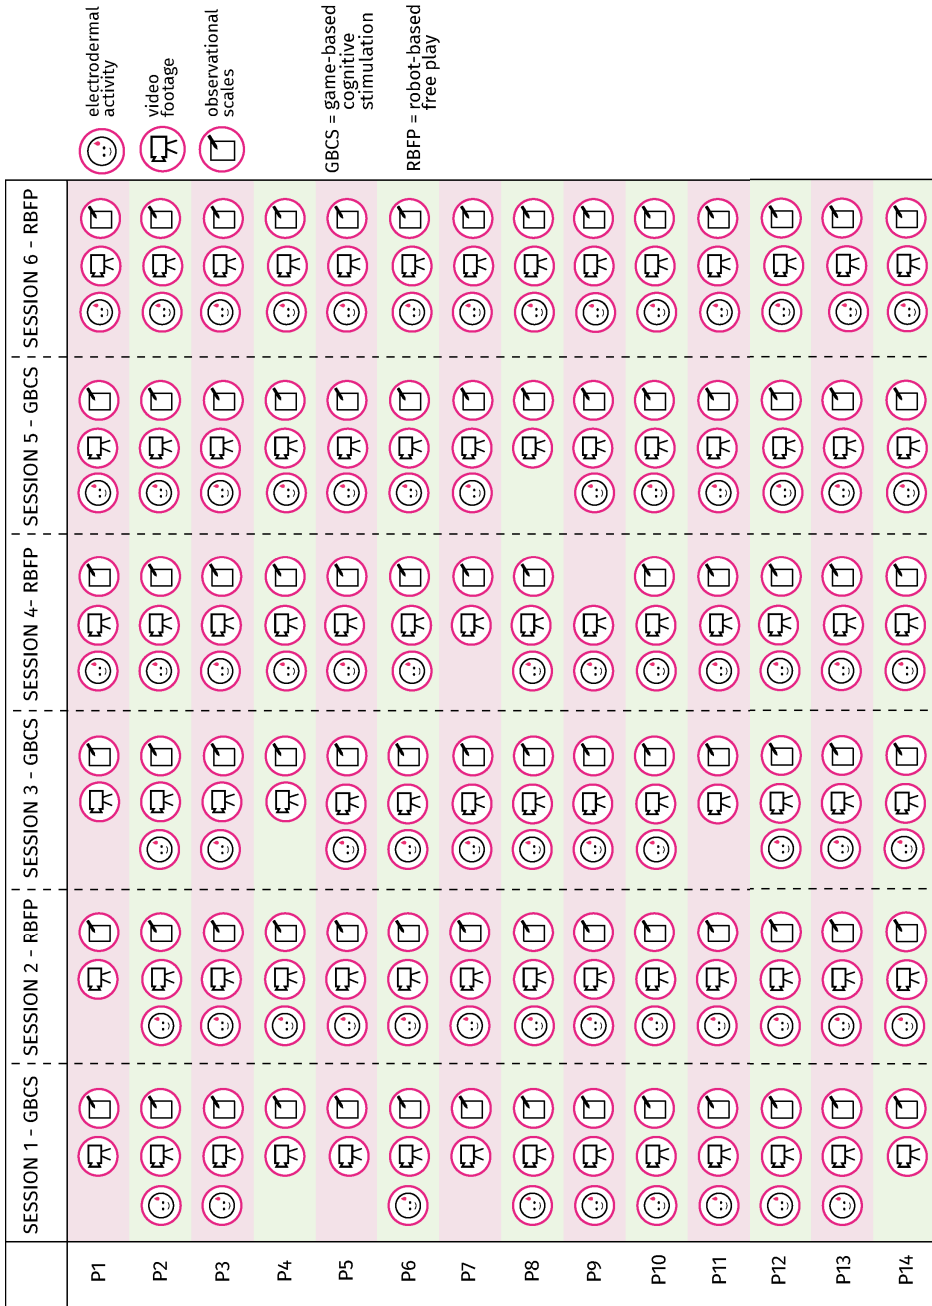 SESSION 1 - GBCS
SESSION 2 - RBFP
SESSION 3 - GBCS
SESSION 4- RBFP
SESSION 5 - GBCS
SESSION 6 - RBFP
P1
P2
P3
P4
P5
P6
P7
P8
P9
P10
P11
P12
P13
P14
electrodermal
activity
video
footage
observational
scales
GBCS = game-based
cognitive
stimulation
RBFP = robot-based
free play